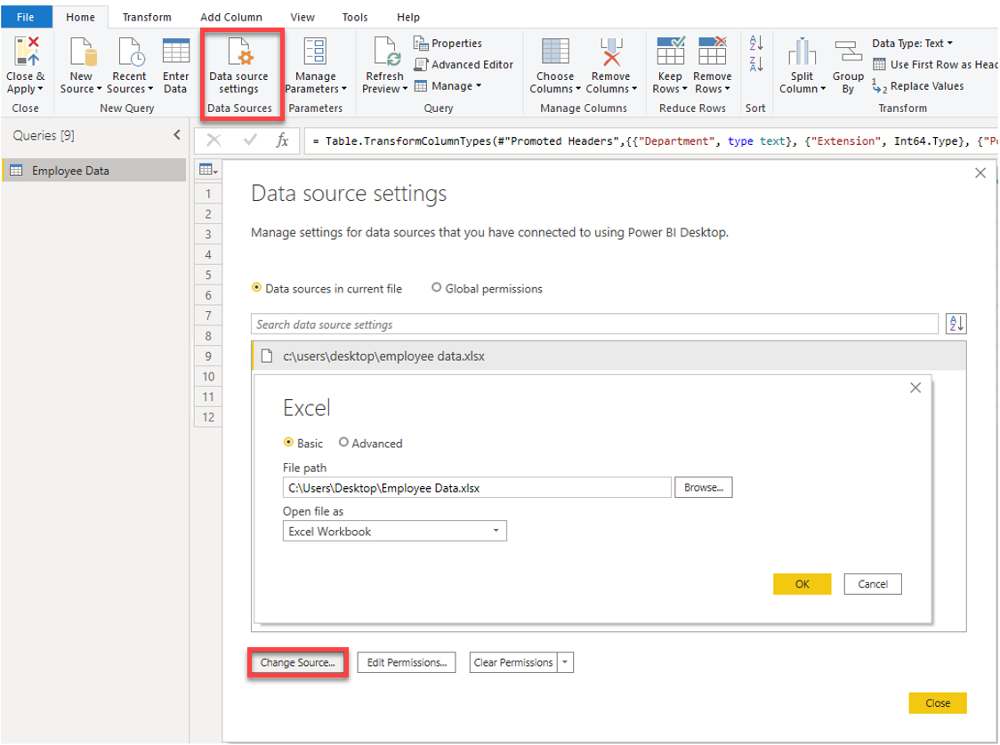 File Home Transform Add Column View Tools Help
Close & Apply
New Source
Recent Sources
Enter Data
Data source settings
Manage Parameters
Refresh Preview
Properties
Advanced Editor
Manage
Choose Columns
Remove Columns
Keep Rows
Remove Rows
Split Column
Group By
Data Type: Text
Use First Row as Head
Replace Values
Close New Query Data Sources Parameters Query Manage Columns Reduce Rows Sort Transform
Queries [9]
fx
= Table.TransformColumnTypes(#"Promoted Headers",{{"Department", type text}, {"Extension", Int64.Type}, {"Po
Employee Data
1
2
3
4
5
6
7
8
9
10
11
12
Data source settings
Manage settings for data sources that you have connected to using Power BI Desktop.
Data sources in current file Global permissions
Search data source settings
c:\users\desktop\employee data.xlsx
Excel
Basic Advanced
File path
C:\Users\Desktop\Employee Data.xlsx Browse...
Open file as
Excel Workbook
OK Cancel
Change Source... Edit Permissions... Clear Permissions
Close